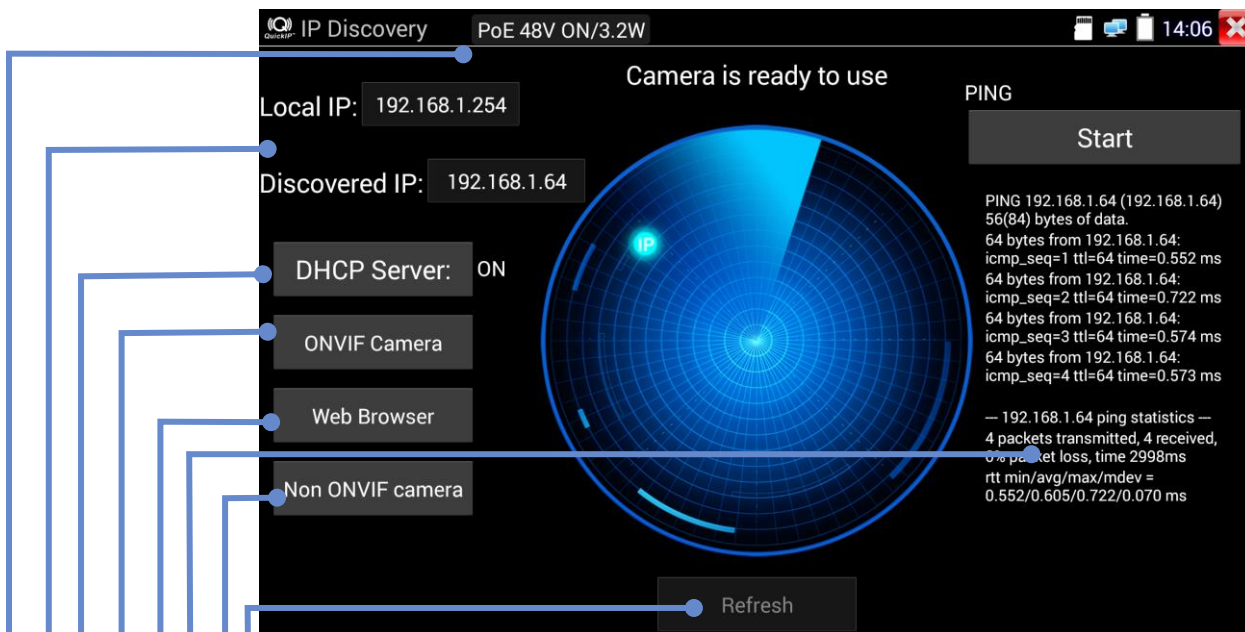 QuickIP IP Discovery PoE 48V ON/3.2W 14:06
Camera is ready to use
Local IP: 192.168.1.254
Discovered IP: 192.168.1.64
DHCP Server: ON
ONVIF Camera
Web Browser
Non ONVIF camera
IP
Refresh
PING
Start
PING 192.168.1.64 (192.168.1.64)
56(84) bytes of data.
64 bytes from 192.168.1.64:
icmp_seq=1 ttl=64 time=0.552 ms
64 bytes from 192.168.1.64:
icmp_seq=2 ttl=64 time=0.722 ms
64 bytes from 192.168.1.64:
icmp_seq=3 ttl=64 time=0.574 ms
64 bytes from 192.168.1.64:
icmp_seq=4 ttl=64 time=0.573 ms
--- 192.168.1.64 ping statistics ---
4 packets transmitted, 4 received,
0% packet loss, time 2998ms
rtt min/avg/max/mdev =
0.552/0.605/0.722/0.070 ms